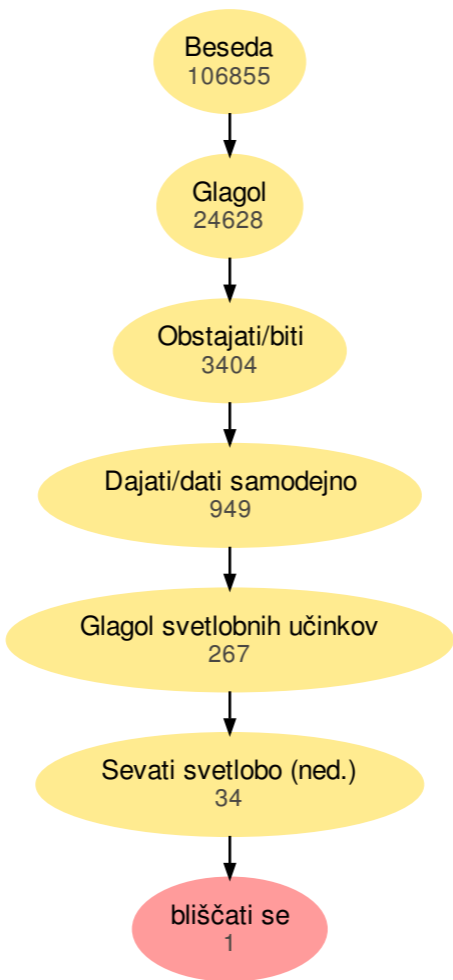 Beseda
106855
Glagol
24628
Obstajati/biti
3404
Dajati/dati samodejno
949
Glagol svetlobnih učinkov
267
Sevati svetlobo (ned.)
34
bliščati se
1